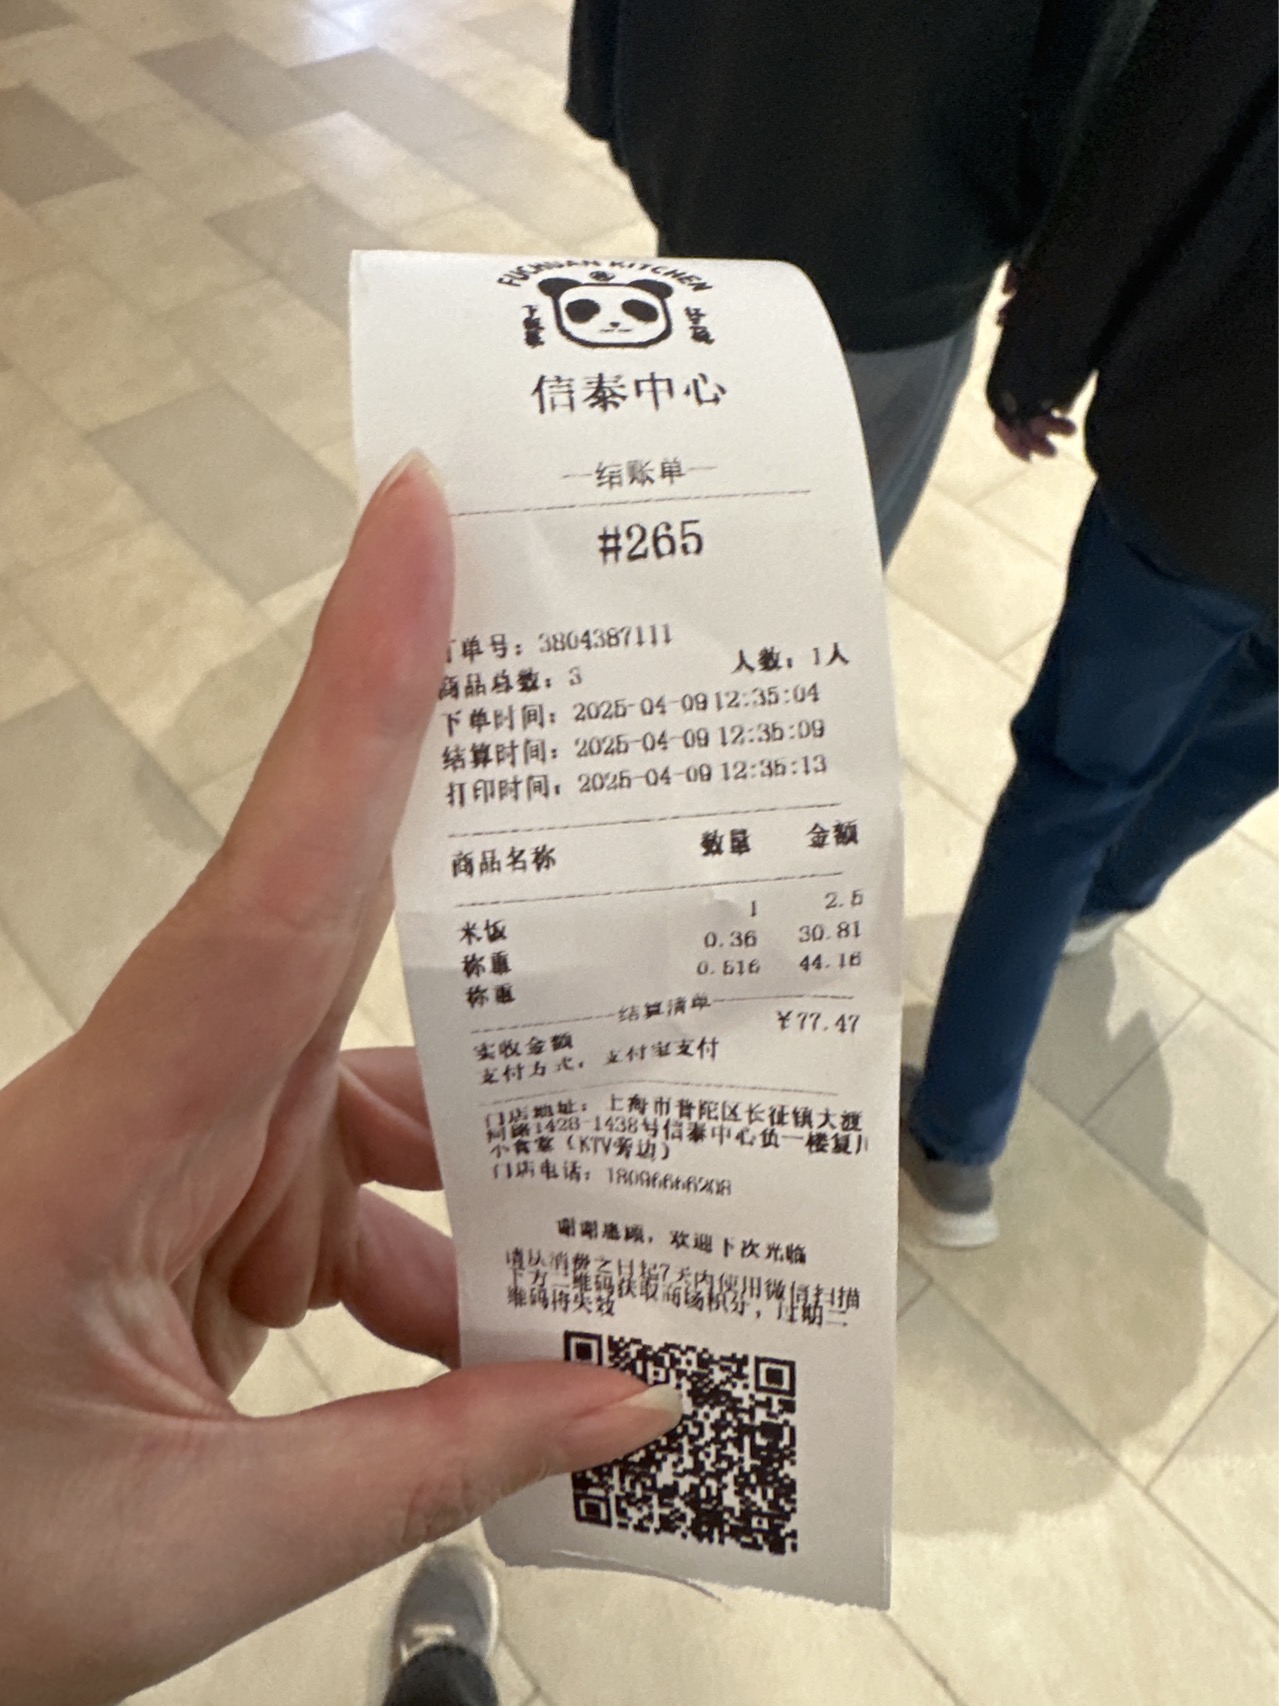 FUCHUAN KITCHEN
信泰中心
结账单
#265
订单号：3804387111
人数：1人
商品总数：3
下单时间：2025-04-09 12:35:04
结算时间：2025-04-09 12:35:09
打印时间：2025-04-09 12:35:13
商品名称 数量 金额
米饭 1 2.5
称重 0.36 30.81
称重 0.516 44.16
结算清单
实收金额 ￥77.47
支付方式：支付宝支付
门店地址：上海市普陀区长征镇大渡
河路1428-1438号信泰中心负一楼复川
小食堂（KTV旁边）
门店电话：18096666208
谢谢惠顾，欢迎下次光临
请从消费之日起7天内使用微信扫描
下方二维码获取商场积分，过期二
维码将失效